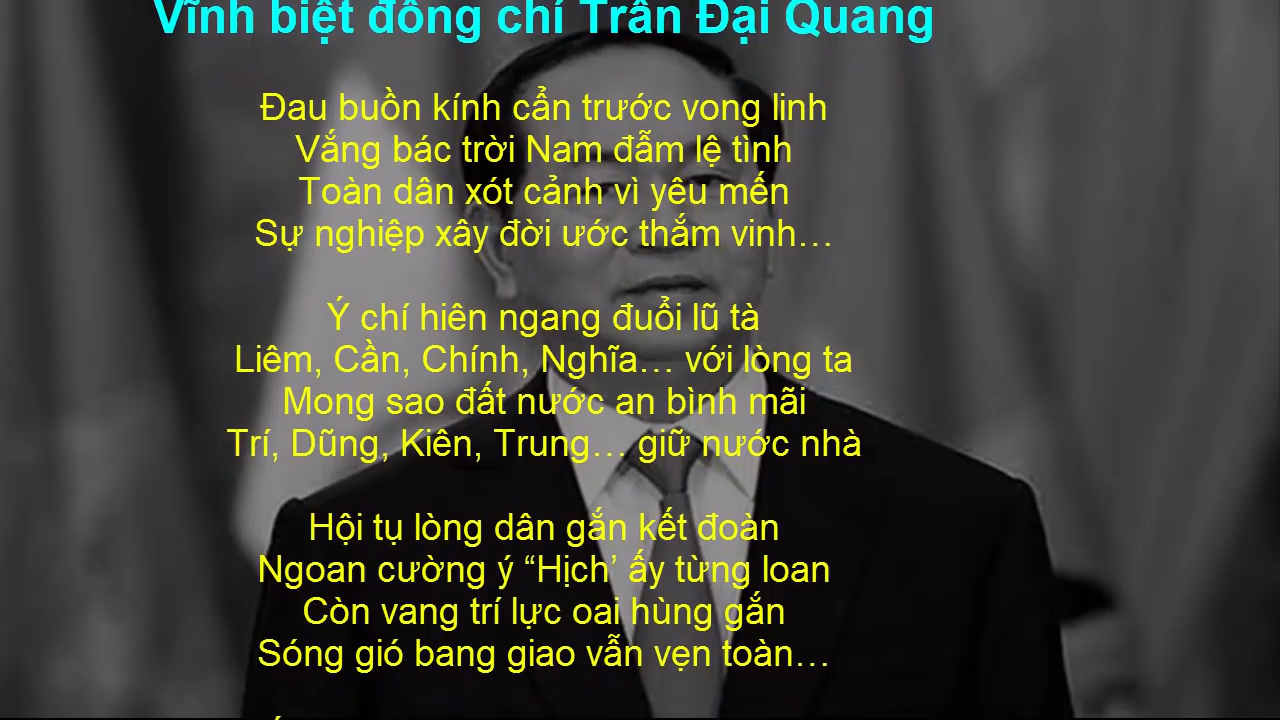 Vĩnh biệt đồng chí Trần Đại Quang
Đau buồn kính cẩn trước vong linh
Vắng bác trời Nam đẫm lệ tình
Toàn dân xót cảnh vì yêu mến
Sự nghiệp xây đời ước thắm vinh…
Ý chí hiên ngang đuổi lũ tà
Liêm, Cần, Chính, Nghĩa… với lòng ta
Mong sao đất nước an bình mãi
Trí, Dũng, Kiên, Trung… giữ nước nhà
Hội tụ lòng dân gắn kết đoàn
Ngoan cường ý “Hịch’ ấy từng loan
Còn vang trí lực oai hùng gắn
Sóng gió bang giao vẫn vẹn toàn…